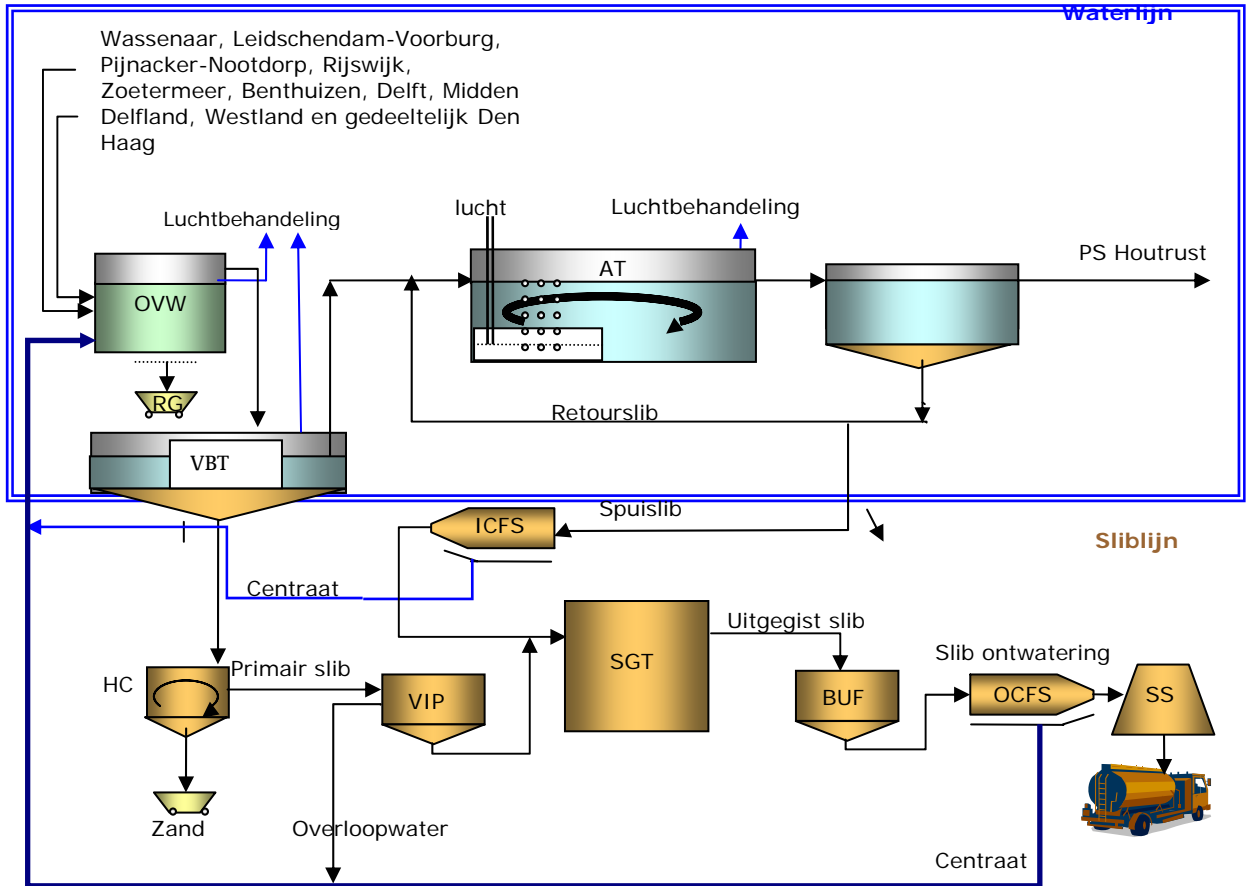 Waterlijn
Wassenaar, Leidschendam-Voorburg,
Pijnacker-Nootdorp, Rijswijk,
Zoetermeer, Benthuizen, Delft, Midden
Delfland, Westland en gedeeltelijk Den
Haag
Luchtbehandeling
lucht
Luchtbehandeling
PS Houtrust
AT
OVW
RG
Retourslib
VBT
Spuislib
ICFS
Sliblijn
Centraat
Uitgegist slib
Slib ontwatering
SGT
HC
Primair slib
VIP
BUF
OCFS
SS
Zand
Overloopwater
Centraat